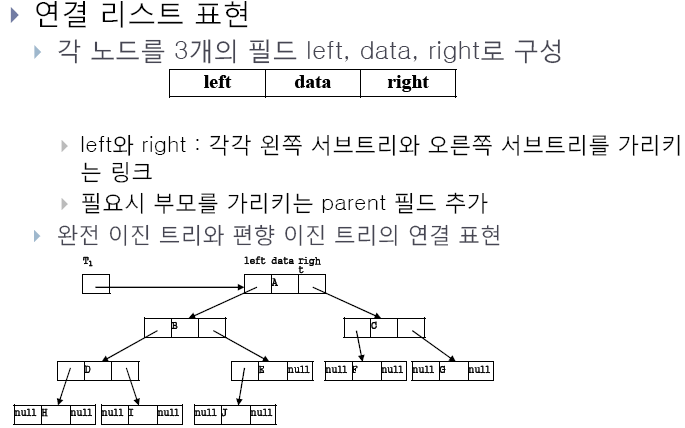 연결 리스트 표현
각 노드를 3개의 필드 left, data, right로 구성
left data right
left와 right : 각각 왼쪽 서브트리와 오른쪽 서브트리를 가리키
는 링크
필요시 부모를 가리키는 parent 필드 추가
완전 이진 트리와 편향 이진 트리의 연결 표현
T1 left data righ
t
A
B C
D E null null F null null G null
null H null null I null null J null